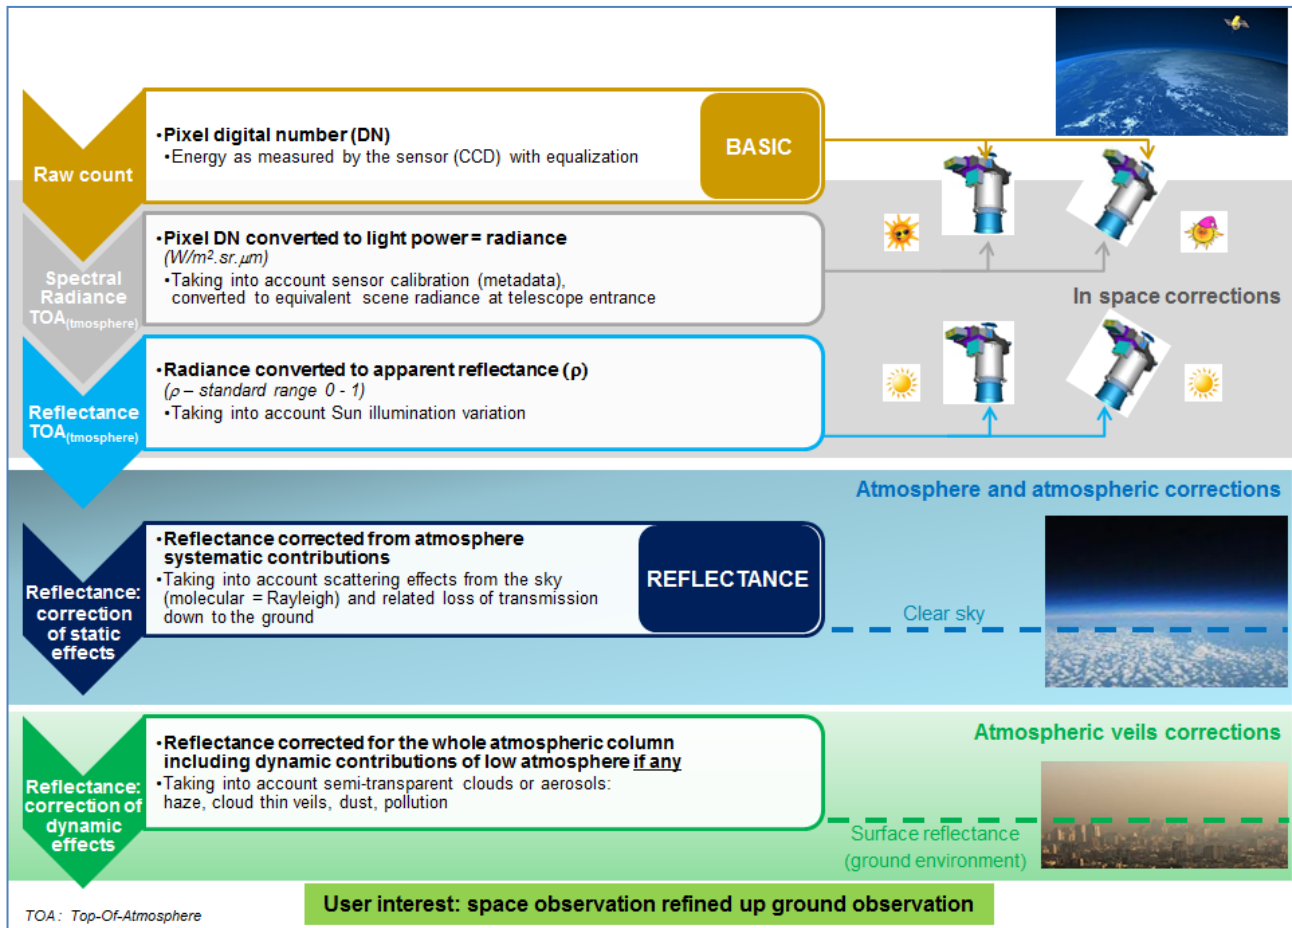 Raw count
•Pixel digital number (DN)
•Energy as measured by the sensor (CCD) with equalization
BASIC
Spectral
Radiance
TOA(tmosphere)
•Pixel DN converted to light power = radiance
(W/m².sr.µm)
•Taking into account sensor calibration (metadata),
converted to equivalent scene radiance at telescope entrance
In space corrections
Reflectance
TOA(tmosphere)
•Radiance converted to apparent reflectance (ρ)
(ρ – standard range 0 - 1)
•Taking into account Sun illumination variation
Atmosphere and atmospheric corrections
Reflectance:
correction
of static
effects
•Reflectance corrected from atmosphere
systematic contributions
•Taking into account scattering effects from the sky
(molecular = Rayleigh) and related loss of transmission
down to the ground
REFLECTANCE
Clear sky
Atmospheric veils corrections
Reflectance:
correction of
dynamic
effects
•Reflectance corrected for the whole atmospheric column
including dynamic contributions of low atmosphere if any
•Taking into account semi-transparent clouds or aerosols:
haze, cloud thin veils, dust, pollution
Surface reflectance
(ground environment)
User interest: space observation refined up ground observation
TOA : Top-Of-Atmosphere